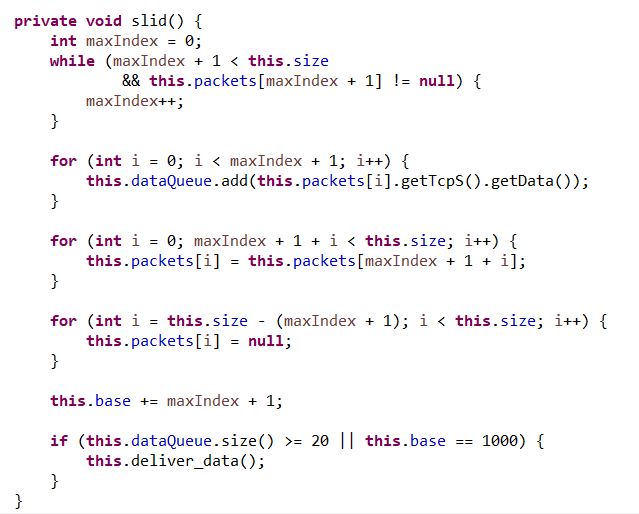 private void slid() {
    int maxIndex = 0;
    while (maxIndex + 1 < this.size
            && this.packets[maxIndex + 1] != null) {
        maxIndex++;
    }

    for (int i = 0; i < maxIndex + 1; i++) {
        this.dataQueue.add(this.packets[i].getTcpS().getData());
    }

    for (int i = 0; maxIndex + 1 + i < this.size; i++) {
        this.packets[i] = this.packets[maxIndex + 1 + i];
    }

    for (int i = this.size - (maxIndex + 1); i < this.size; i++) {
        this.packets[i] = null;
    }

    this.base += maxIndex + 1;

    if (this.dataQueue.size() >= 20 || this.base == 1000) {
        this.deliver_data();
    }
}